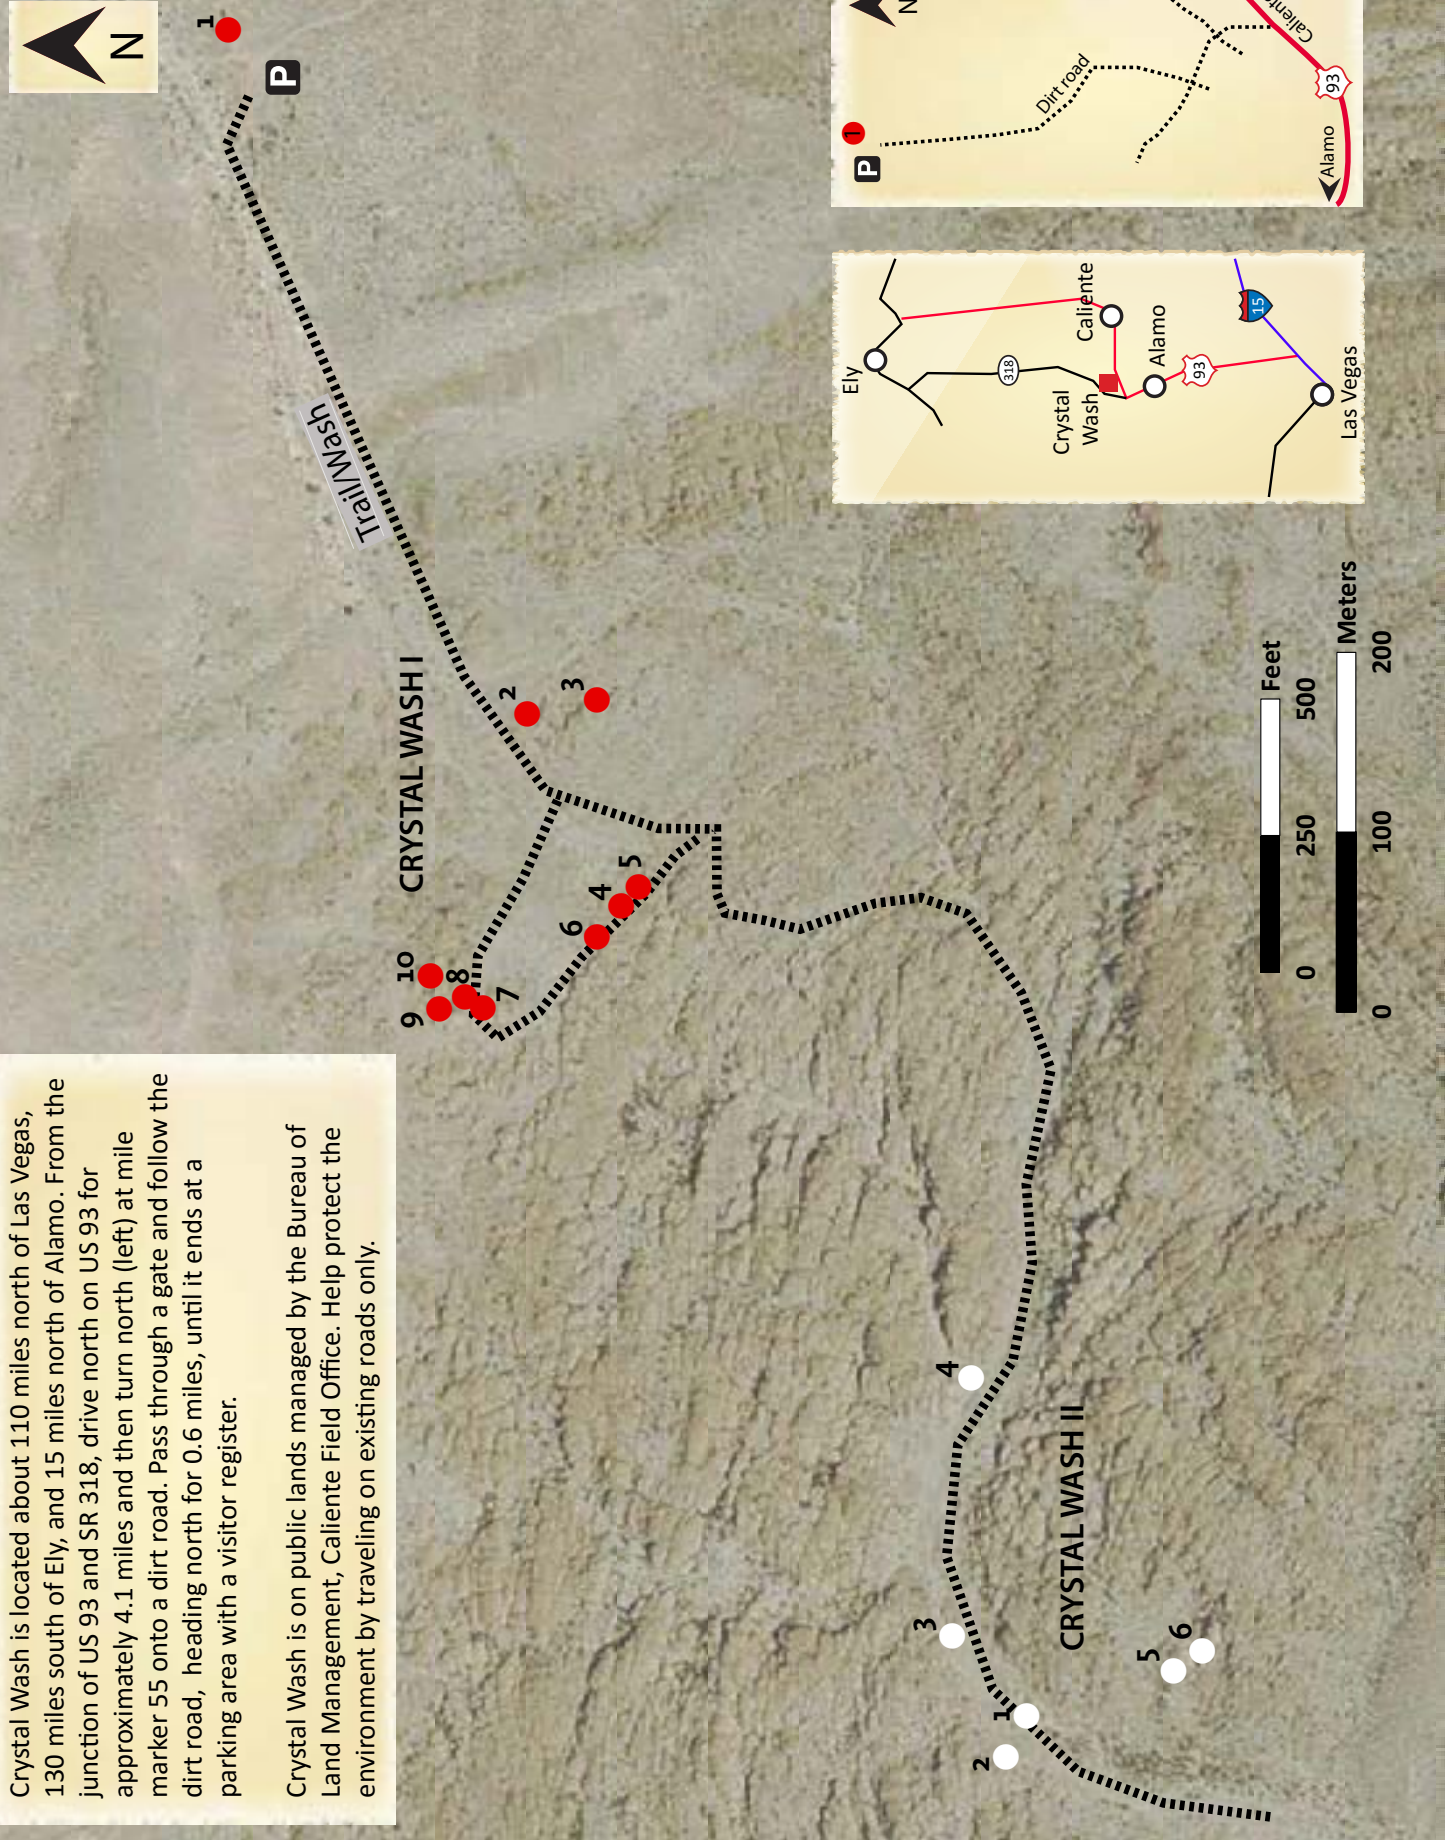 Crystal Wash is located about 110 miles north of Las Vegas,
130 miles south of Ely, and 15 miles north of Alamo. From the
junction of US 93 and SR 318, drive north on US 93 for
approximately 4.1 miles and then turn north (left) at mile
marker 55 onto a dirt road. Pass through a gate and follow the
dirt road, heading north for 0.6 miles, until it ends at a
parking area with a visitor register.
Crystal Wash is on public lands managed by the Bureau of
Land Management, Caliente Field Office. Help protect the
environment by traveling on existing roads only.
N
1
P
Trail/Wash
CRYSTAL WASH I
2
3
4
5
6
7
8
9
10
CRYSTAL WASH II
1
2
3
4
5
6
Feet
0 250 500
Meters
0 100 200
Ely
318
Crystal
Wash
Caliente
Alamo
93
15
Las Vegas
N
P
1
Dirt road
93
Alamo